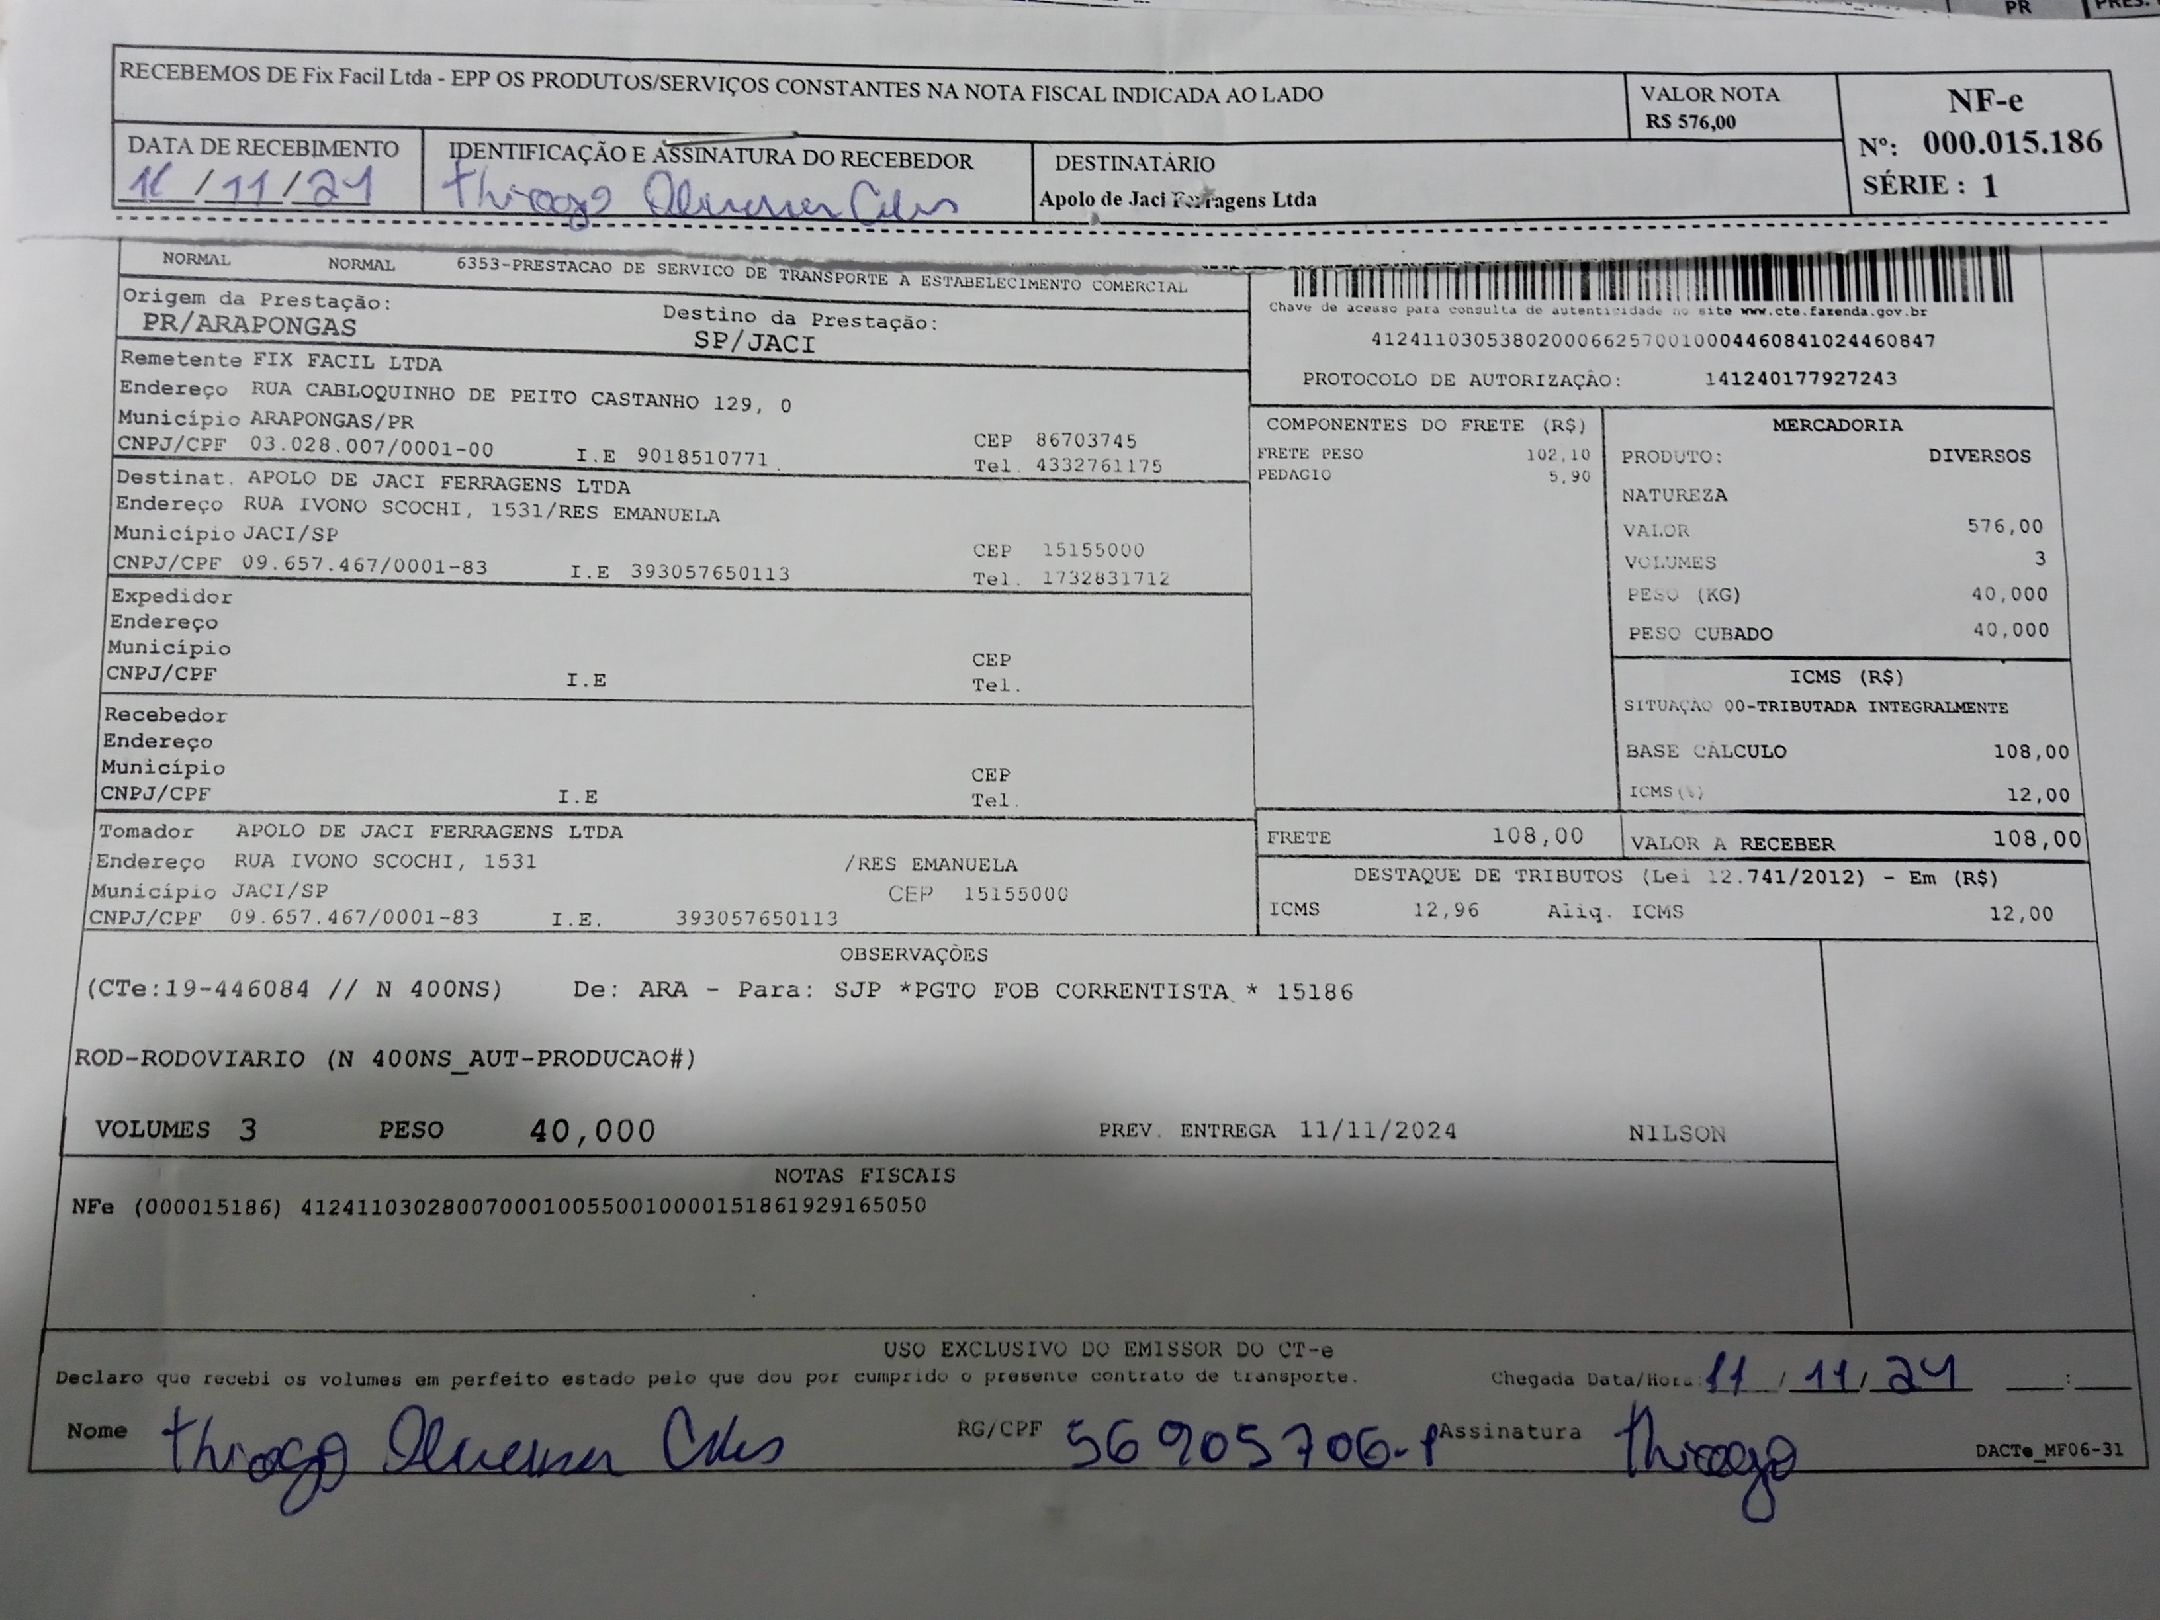 PR PRES.
RECEBEMOS DE Fix Facil Ltda - EPP OS PRODUTOS/SERVIÇOS CONSTANTES NA NOTA FISCAL INDICADA AO LADO
VALOR NOTA
R$ 576,00
NF-e
Nº: 000.015.186
SÉRIE : 1
DATA DE RECEBIMENTO
11/11/24
IDENTIFICAÇÃO E ASSINATURA DO RECEBEDOR
Thiago
DESTINATÁRIO
Apolo de Jaci Ferragens Ltda
NORMAL NORMAL 6353-PRESTACAO DE SERVICO DE TRANSPORTE A ESTABELECIMENTO COMERCIAL
Origem da Prestação: Destino da Prestação:
PR/ARAPONGAS SP/JACI
Remetente FIX FACIL LTDA
Endereço RUA CABLOQUINHO DE PEITO CASTANHO 129, 0
Município ARAPONGAS/PR CEP 86703745
CNPJ/CPF 03.028.007/0001-00 I.E 9018510771 Tel. 4332761175
Destinat. APOLO DE JACI FERRAGENS LTDA
Endereço RUA IVONO SCOCHI, 1531/RES EMANUELA
Município JACI/SP CEP 15155000
CNPJ/CPF 09.657.467/0001-83 I.E 393057650113 Tel. 1732831712
Expedidor
Endereço
Município CEP
CNPJ/CPF I.E Tel.
Recebedor
Endereço
Município CEP
CNPJ/CPF I.E Tel.
Tomador APOLO DE JACI FERRAGENS LTDA
Endereço RUA IVONO SCOCHI, 1531 /RES EMANUELA
Município JACI/SP CEP 15155000
CNPJ/CPF 09.657.467/0001-83 I.E. 393057650113
Chave de acesso para consulta de autenticidade no site www.cte.fazenda.gov.br
41241103053802000662570010004460841024460847
PROTOCOLO DE AUTORIZAÇÃO: 141240177927243
COMPONENTES DO FRETE (R$)
FRETE PESO 102,10
PEDAGIO 5,90
MERCADORIA
PRODUTO: DIVERSOS
NATUREZA
VALOR 576,00
VOLUMES 3
PESO (KG) 40,000
PESO CUBADO 40,000
ICMS (R$)
SITUAÇÃO 00-TRIBUTADA INTEGRALMENTE
BASE CÁLCULO 108,00
ICMS(%) 12,00
FRETE 108,00 VALOR A RECEBER 108,00
DESTAQUE DE TRIBUTOS (Lei 12.741/2012) - Em (R$)
ICMS 12,96 Aliq. ICMS 12,00
OBSERVAÇÕES
(CTe:19-446084 // N 400NS) De: ARA - Para: SJP *PGTO FOB CORRENTISTA * 15186
ROD-RODOVIARIO (N 400NS_AUT-PRODUCAO#)
VOLUMES 3 PESO 40,000 PREV. ENTREGA 11/11/2024 NILSON
NOTAS FISCAIS
NFe (000015186) 41241103028007000100550010000151861929165050
USO EXCLUSIVO DO EMISSOR DO CT-e
Declaro que recebi os volumes em perfeito estado pelo que dou por cumprido o presente contrato de transporte. Chegada Data/Hora: 11/11/24 __:__
Nome Thiago RG/CPF 56905706- Assinatura Thiago
DACTe_MF06-31